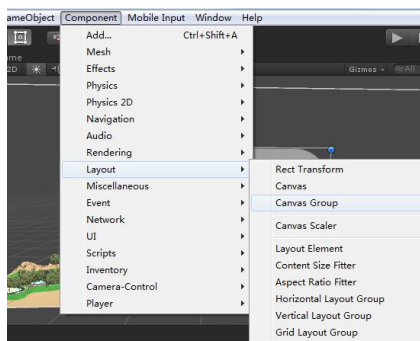 ameObject Component Mobile Input Window Help
Add... Ctrl+Shift+A
Mesh
Effects
Physics
Physics 2D
Navigation
Audio
Rendering
Layout
Miscellaneous
Event
Network
UI
Scripts
Inventory
Camera-Control
Player
ame
2D
Gizmos
All
Rect Transform
Canvas
Canvas Group
Canvas Scaler
Layout Element
Content Size Fitter
Aspect Ratio Fitter
Horizontal Layout Group
Vertical Layout Group
Grid Layout Group